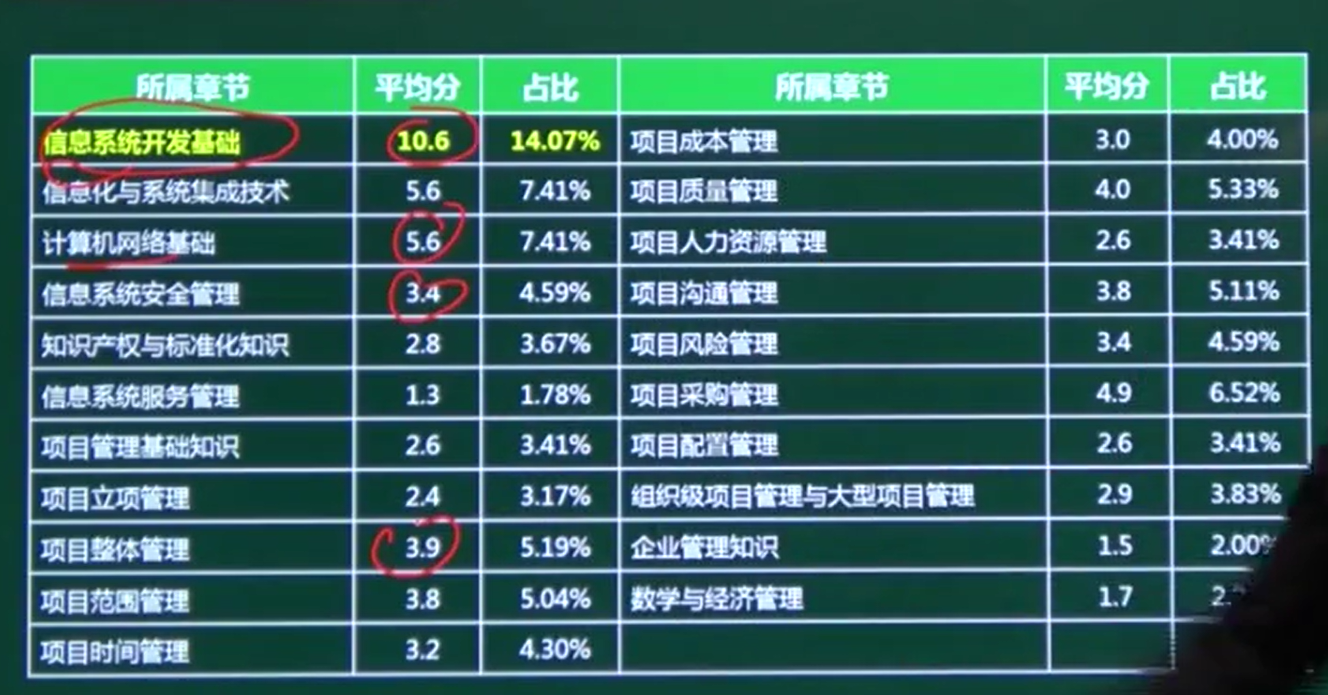 所属章节 平均分 占比 所属章节 平均分 占比
信息系统开发基础 10.6 14.07% 项目成本管理 3.0 4.00%
信息化与系统集成技术 5.6 7.41% 项目质量管理 4.0 5.33%
计算机网络基础 5.6 7.41% 项目人力资源管理 2.6 3.41%
信息系统安全管理 3.4 4.59% 项目沟通管理 3.8 5.11%
知识产权与标准化知识 2.8 3.67% 项目风险管理 3.4 4.59%
信息系统服务管理 1.3 1.78% 项目采购管理 4.9 6.52%
项目管理基础知识 2.6 3.41% 项目配置管理 2.6 3.41%
项目立项管理 2.4 3.17% 组织级项目管理与大型项目管理 2.9 3.83%
项目整体管理 3.9 5.19% 企业管理知识 1.5 2.00%
项目范围管理 3.8 5.04% 数学与经济管理 1.7
项目时间管理 3.2 4.30%